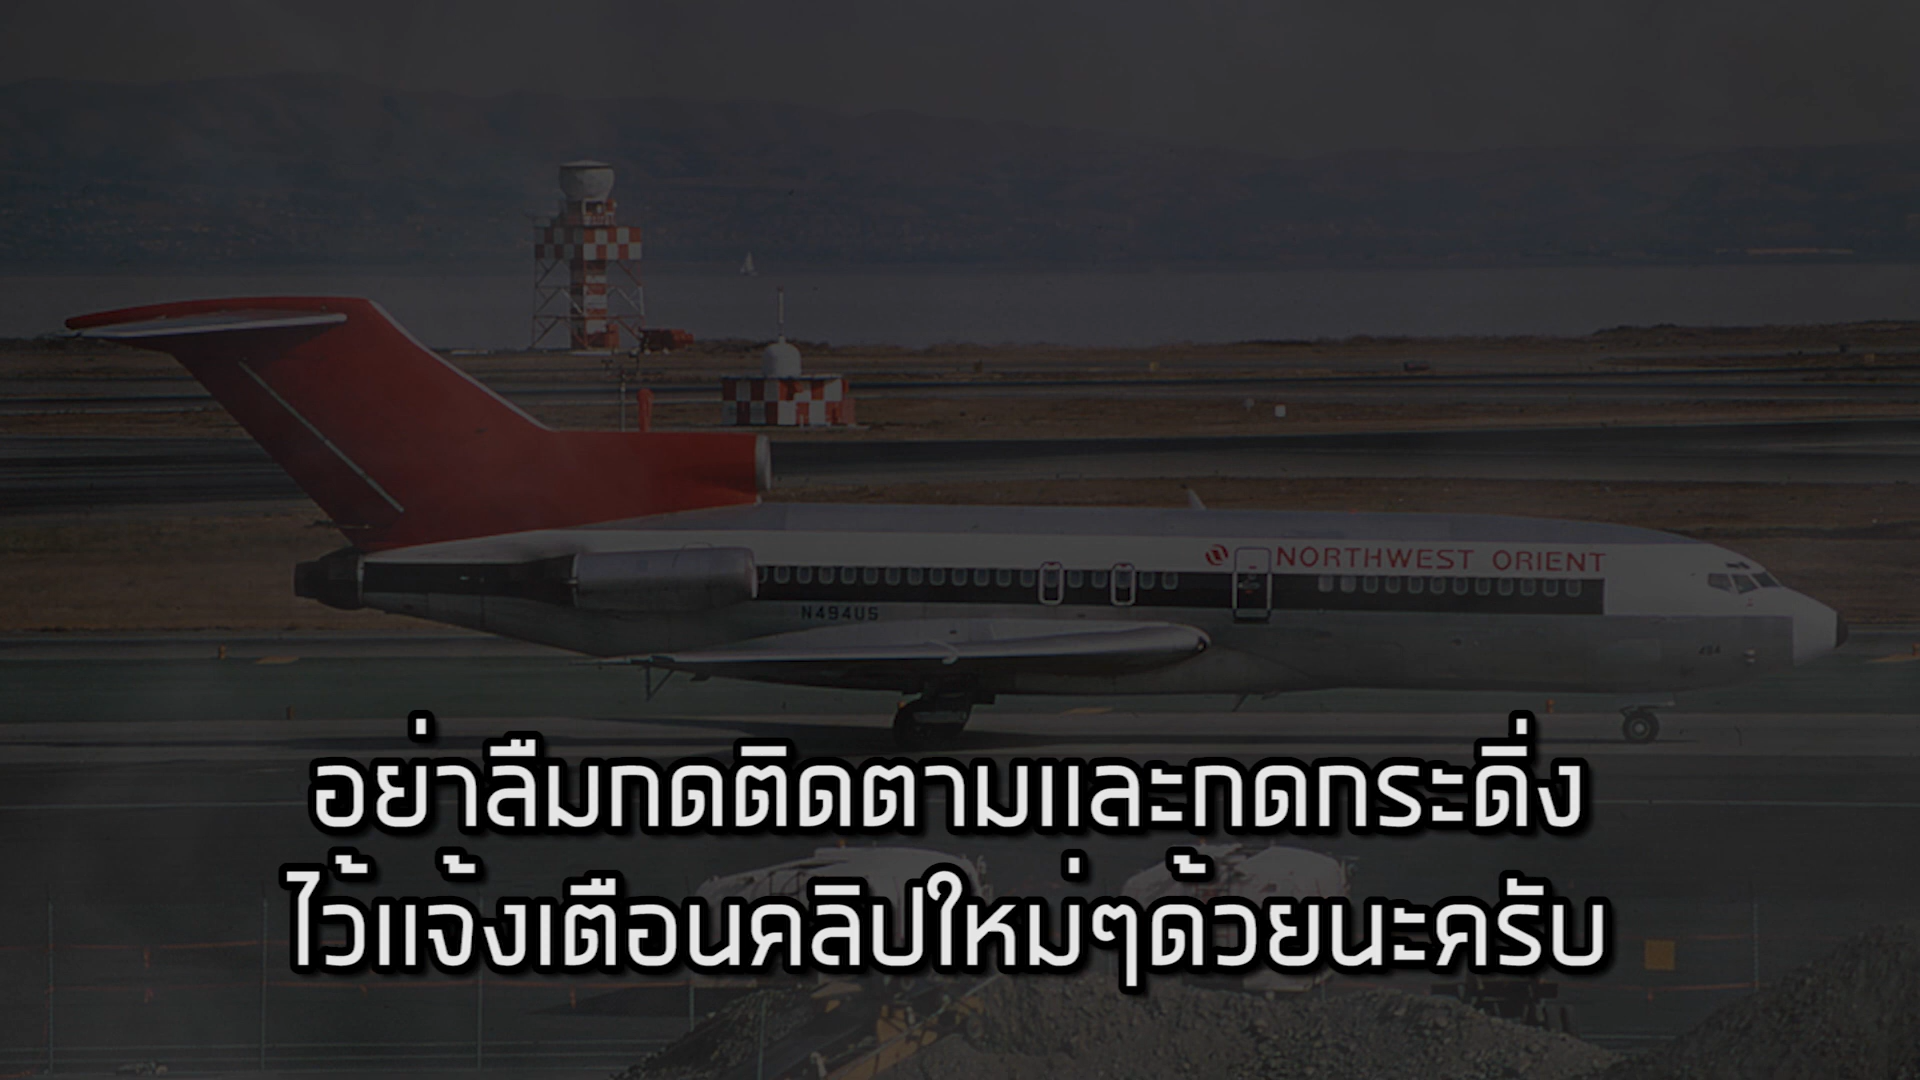 NORTHWEST ORIENT
N494US
อย่าลืมกดติดตามและกดกระดิ่ง
ไว้แจ้งเตือนคลิปใหม่ๆด้วยนะครับ